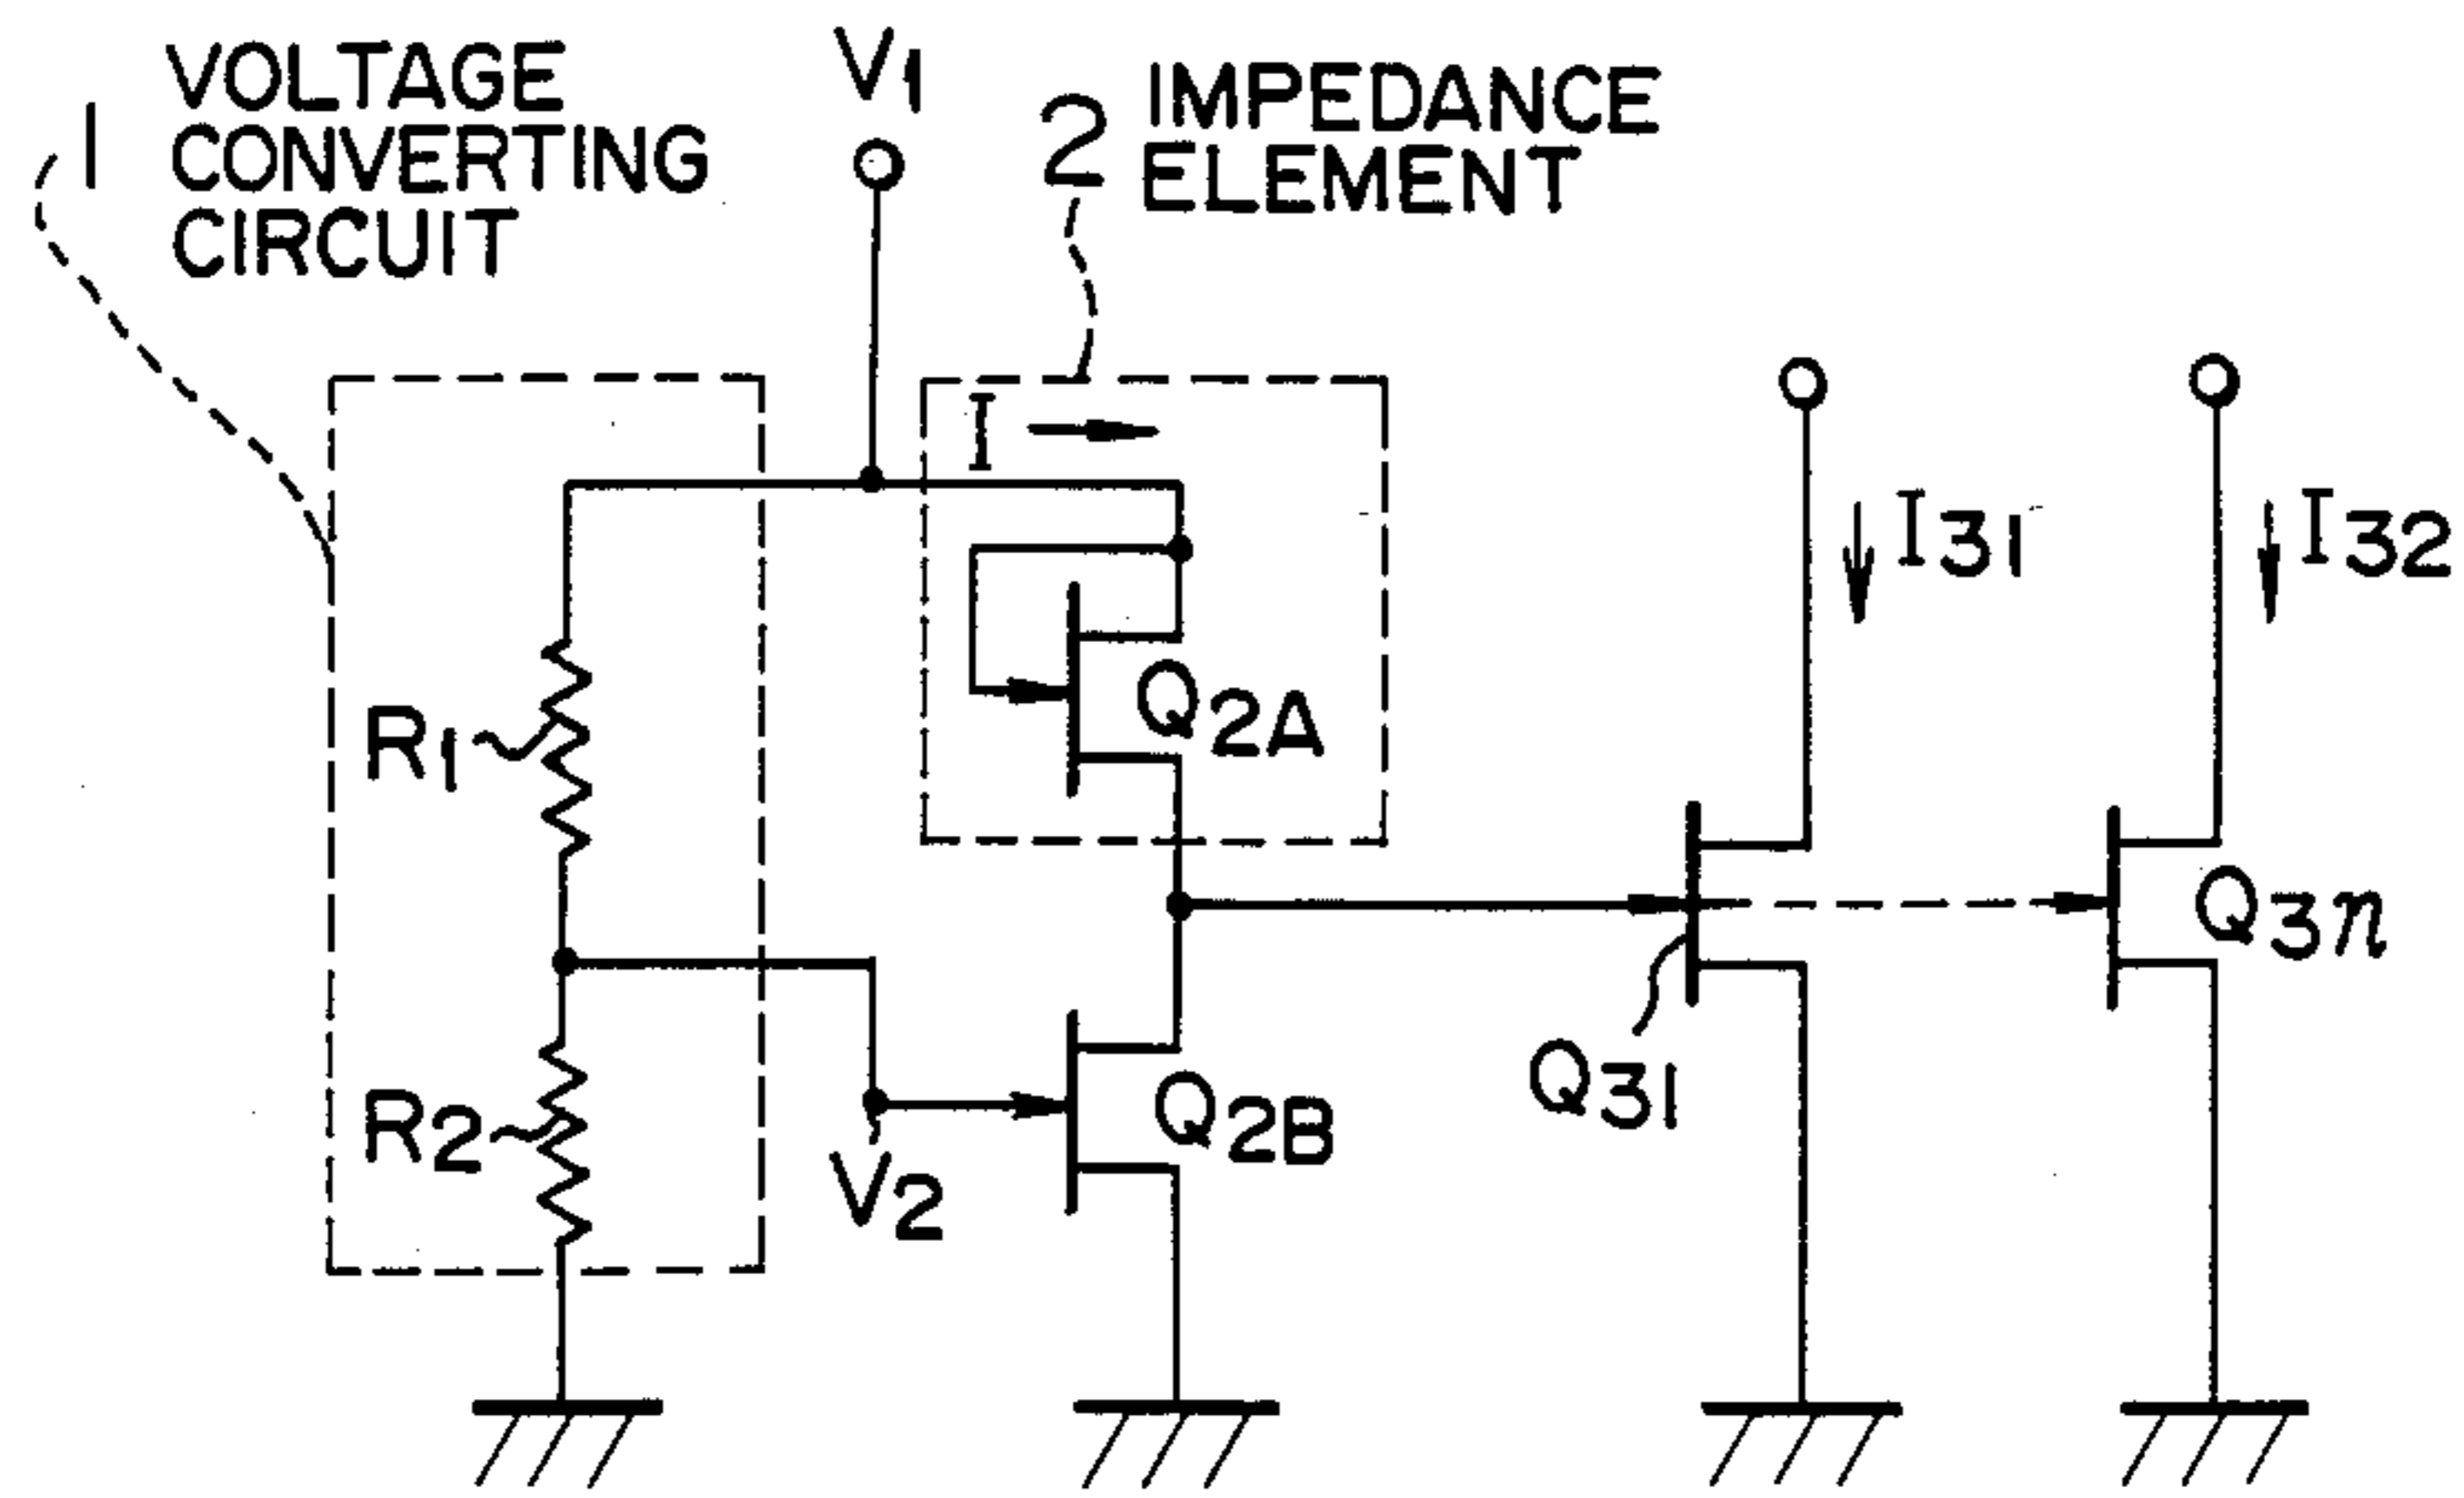 1 VOLTAGE
CONVERTING
CIRCUIT
V1
2 IMPEDANCE
ELEMENT
I
I31
I32
R1
Q2A
Q3n
R2
V2
Q2B
Q31